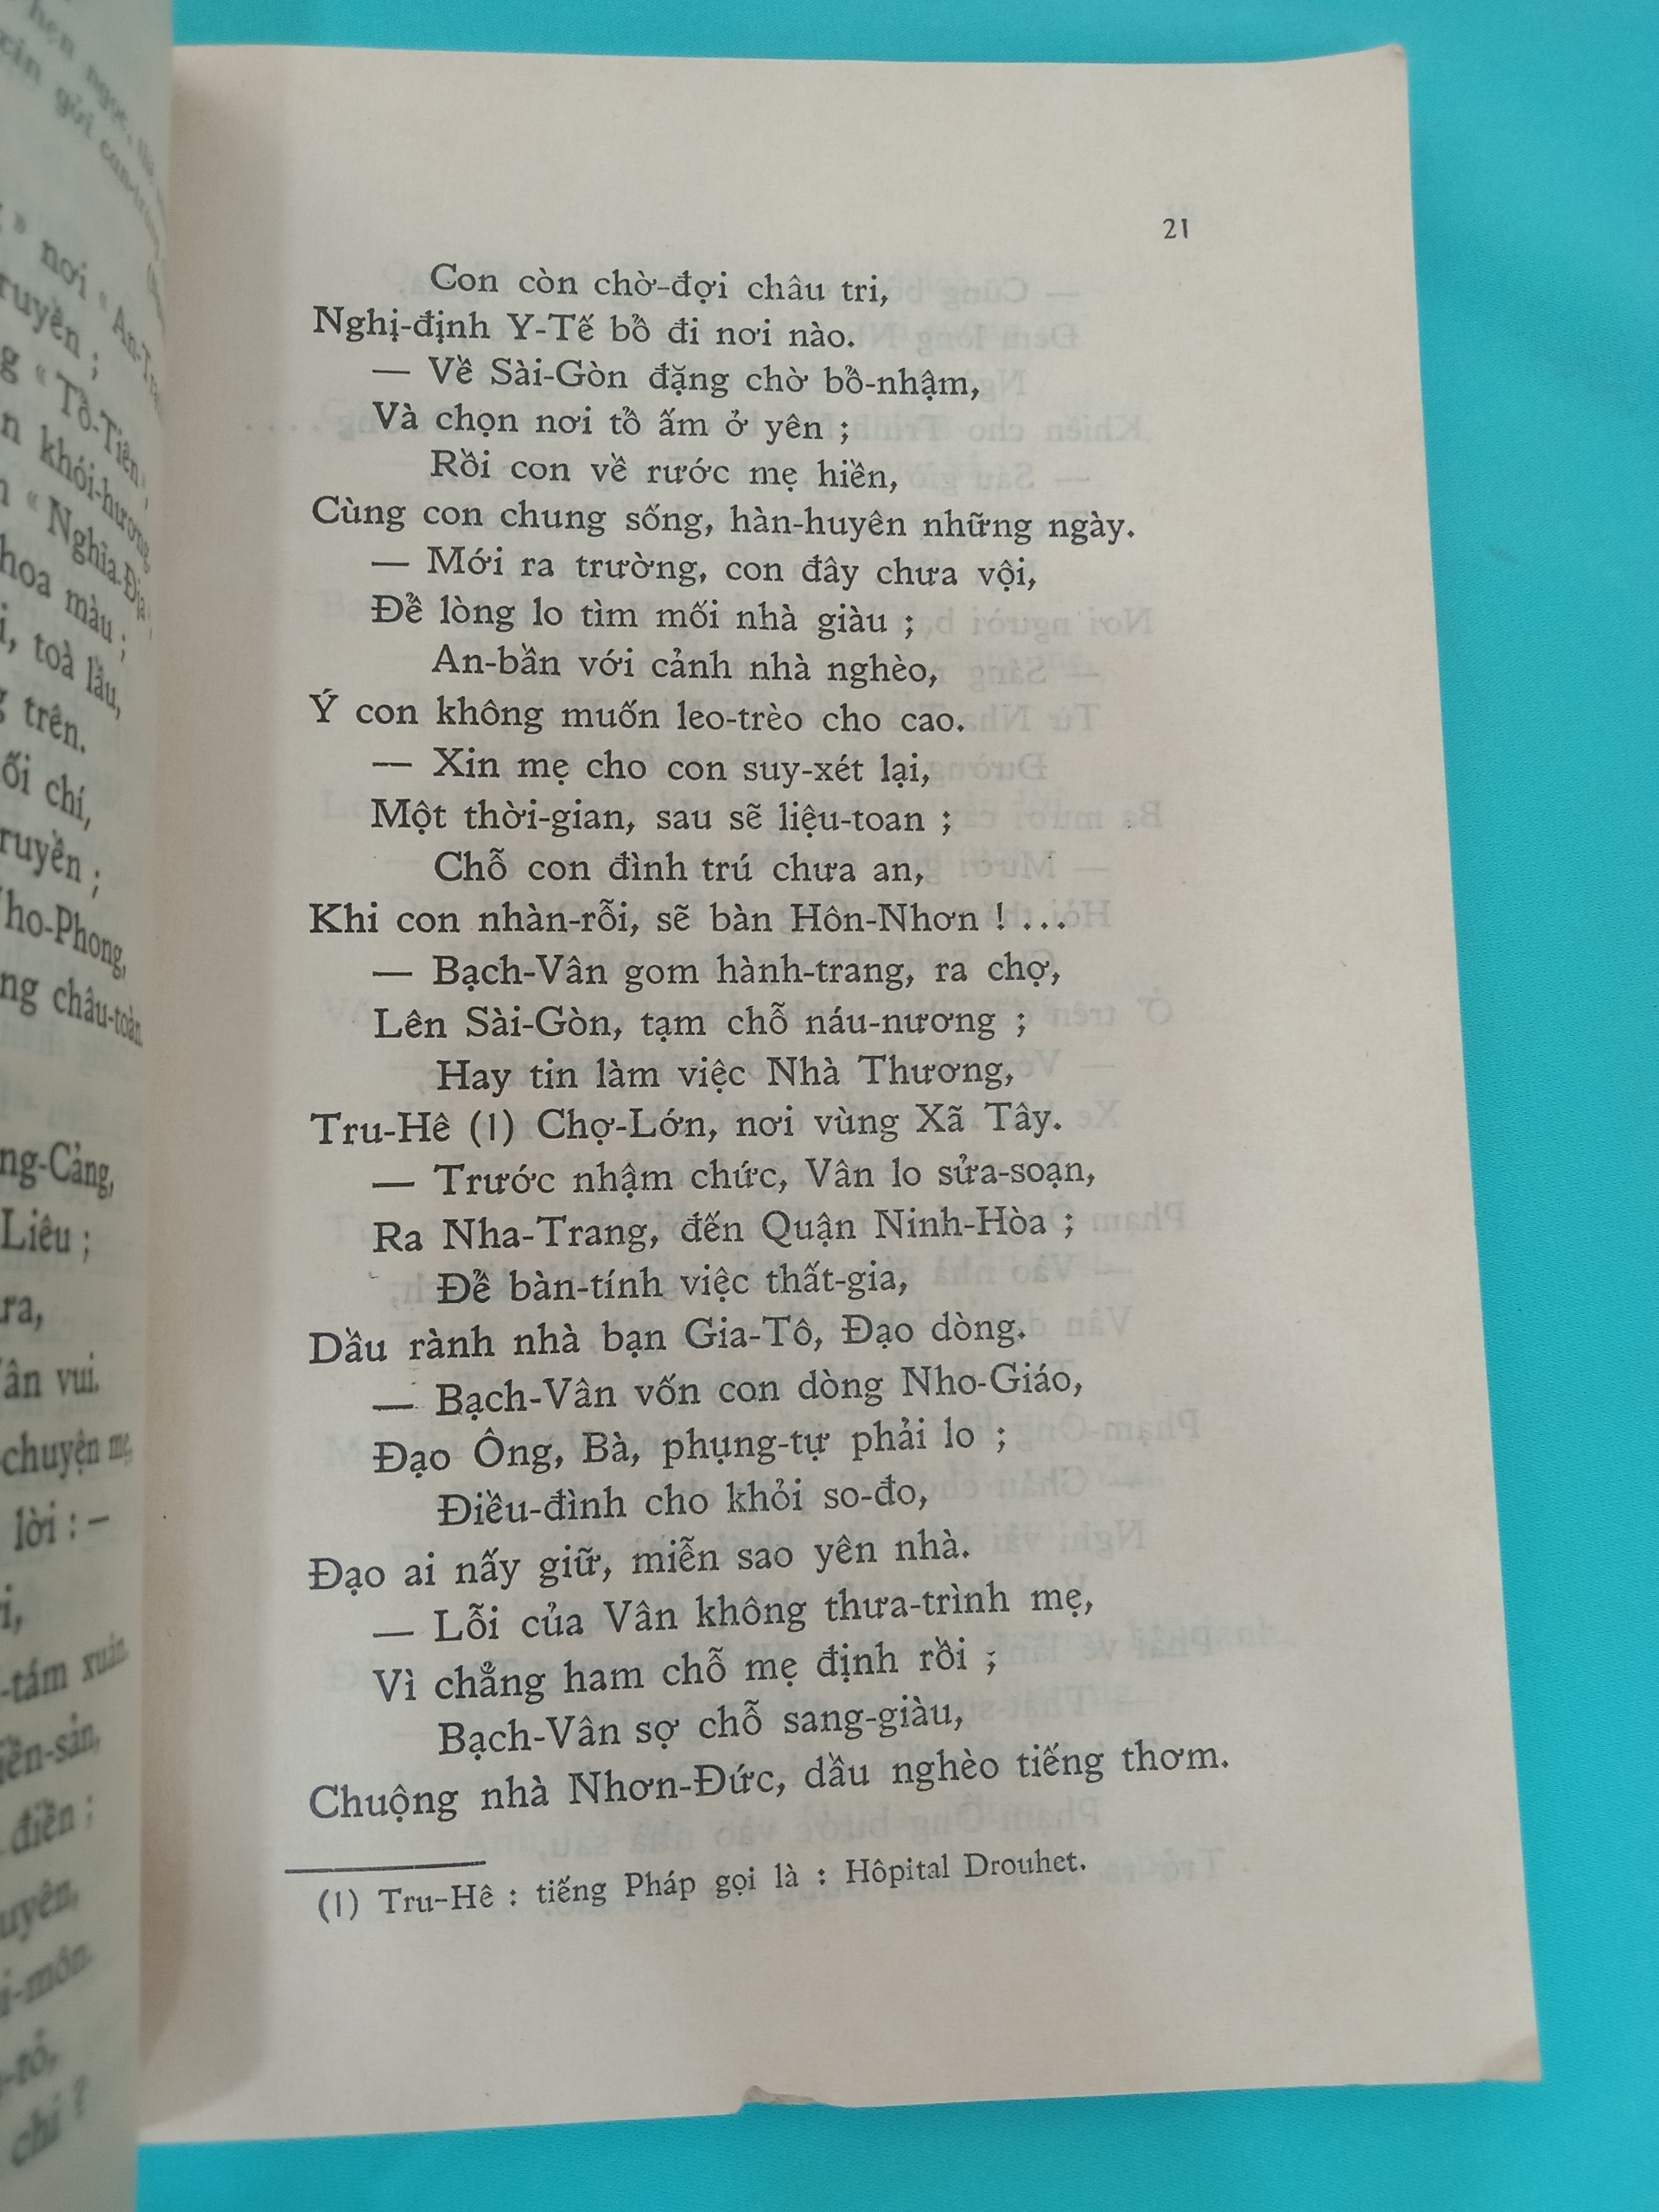 21
Con còn chờ-đợi châu tri,
Nghị-định Y-Tế bổ đi nơi nào.
— Về Sài-Gòn đặng chờ bổ-nhậm,
Và chọn nơi tổ ấm ở yên ;
Rồi con về rước mẹ hiền,
Cùng con chung sống, hàn-huyên những ngày.
— Mới ra trường, con đây chưa vội,
Để lòng lo tìm mối nhà giàu ;
An-bần với cảnh nhà nghèo,
Ý con không muốn leo-trèo cho cao.
— Xin mẹ cho con suy-xét lại,
Một thời-gian, sau sẽ liệu-toan ;
Chỗ con đình trú chưa an,
Khi con nhàn-rỗi, sẽ bàn Hôn-Nhơn ! ...
— Bạch-Vân gom hành-trang, ra chợ,
Lên Sài-Gòn, tạm chỗ náu-nương ;
Hay tin làm việc Nhà Thương,
Tru-Hê (1) Chợ-Lớn, nơi vùng Xã Tây.
— Trước nhậm chức, Vân lo sửa-soạn,
Ra Nha-Trang, đến Quận Ninh-Hòa ;
Để bàn-tính việc thất-gia,
Dầu rành nhà bạn Gia-Tô, Đạo dòng.
— Bạch-Vân vốn con dòng Nho-Giáo,
Đạo Ông, Bà, phụng-tự phải lo ;
Điều-đình cho khỏi so-đo,
Đạo ai nấy giữ, miễn sao yên nhà.
— Lỗi của Vân không thưa-trình mẹ,
Vì chẳng ham chỗ mẹ định rồi ;
Bạch-Vân sợ chỗ sang-giàu,
Chuộng nhà Nhơn-Đức, dầu nghèo tiếng thơm.
(1) Tru-Hê : tiếng Pháp gọi là : Hôpital Drouhet.